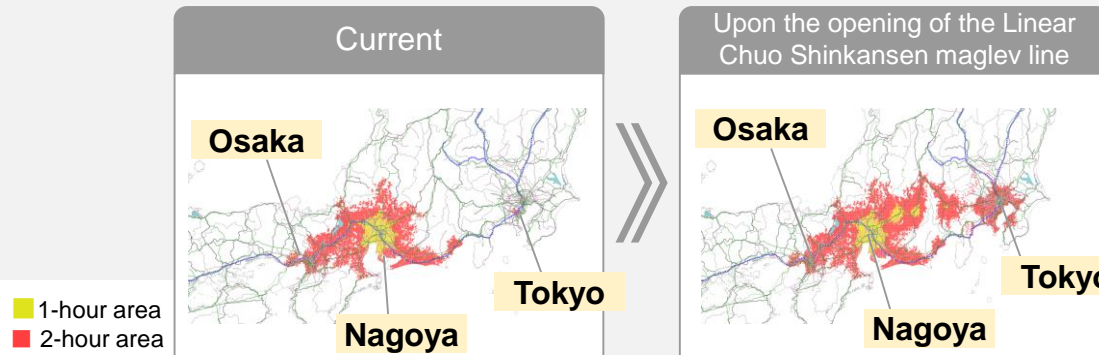 Current
Upon the opening of the Linear
Chuo Shinkansen maglev line
Osaka
Tokyo
Nagoya
Osaka
Tokyo
Nagoya
1-hour area
2-hour area